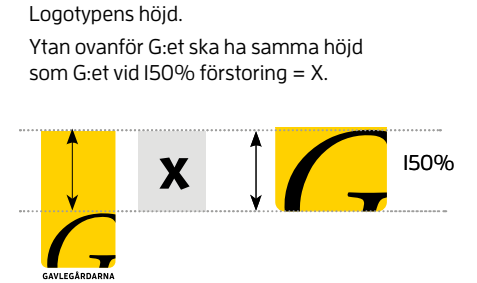 Logotypens höjd.
Ytan ovanför G:et ska ha samma höjd
som G:et vid 150% förstoring = X.
X
150%
G
G
GAVLEGÅRDARNA